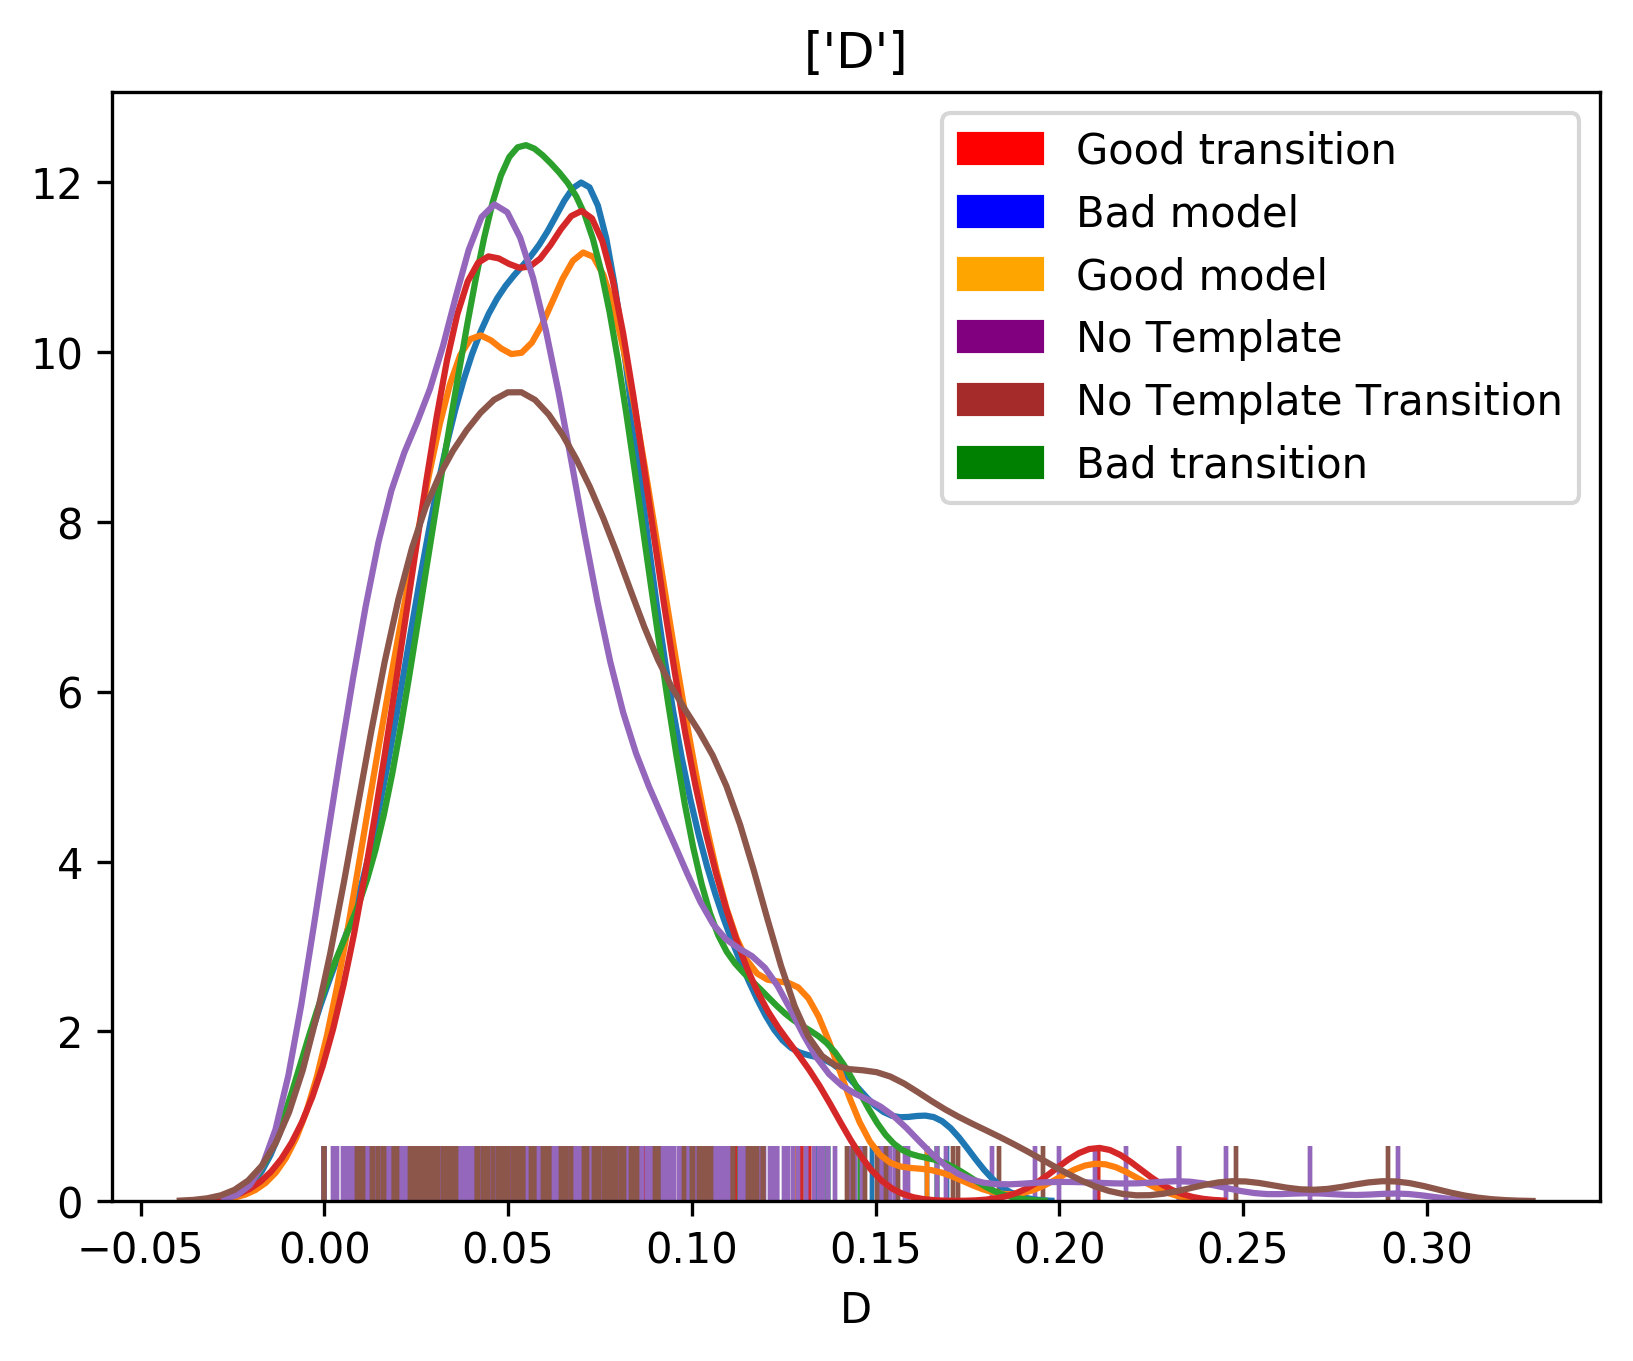 ['D']
12
10
8
6
4
2
0
Good transition
Bad model
Good model
No Template
No Template Transition
Bad transition
−0.05 0.00 0.05 0.10 0.15 0.20 0.25 0.30
D